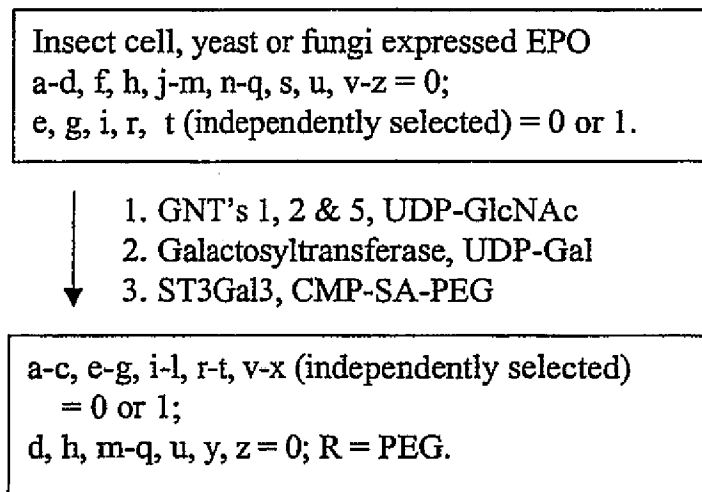 Insect cell, yeast or fungi expressed EPO
a-d, f, h, j-m, n-q, s, u, v-z = 0;
e, g, i, r, t (independently selected) = 0 or 1.
1. GNT's 1, 2 & 5, UDP-GlcNAc
2. Galactosyltransferase, UDP-Gal
3. ST3Gal3, CMP-SA-PEG
a-c, e-g, i-l, r-t, v-x (independently selected)
= 0 or 1;
d, h, m-q, u, y, z = 0; R = PEG.